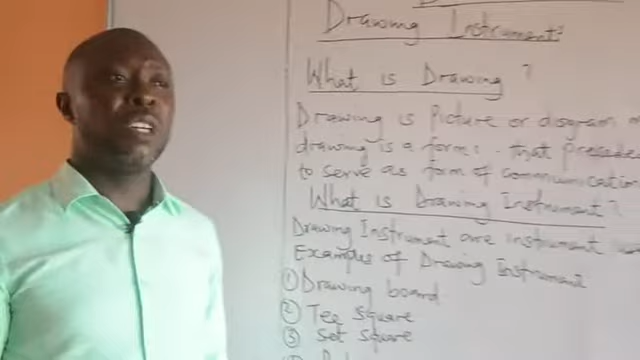 Drawing Instrument
What is Drawing ?
Drawing is Picture or diagram
drawing is a form: that
to serve as form of communication
What is Drawing Instrument?
Drawing Instrument are instrument
Examples of Drawing Instrument
① Drawing board
② Tee square
③ Set square